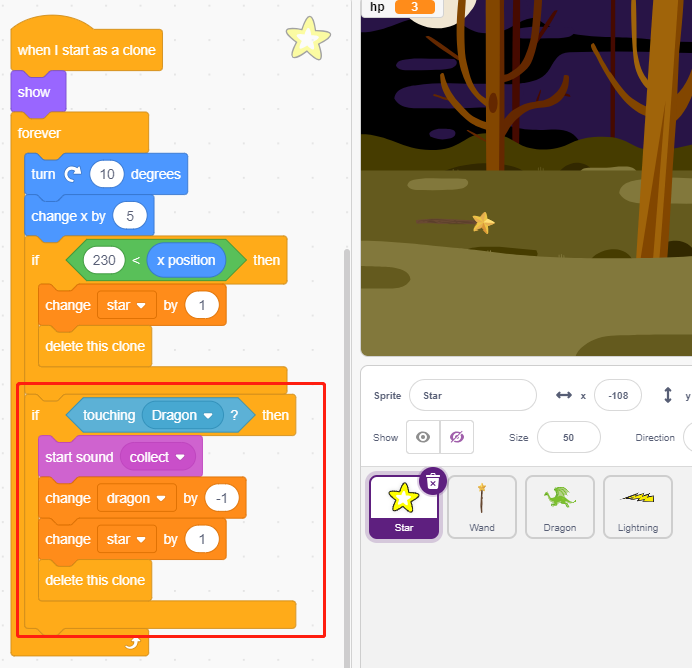 when I start as a clone
show
forever
turn 10 degrees
change x by 5
if 230 < x position then
change star by 1
delete this clone
if touching Dragon ? then
start sound collect
change dragon by -1
change star by 1
delete this clone
hp 3
Sprite Star x -108 y
Show Size 50 Direction
Star Wand Dragon Lightning